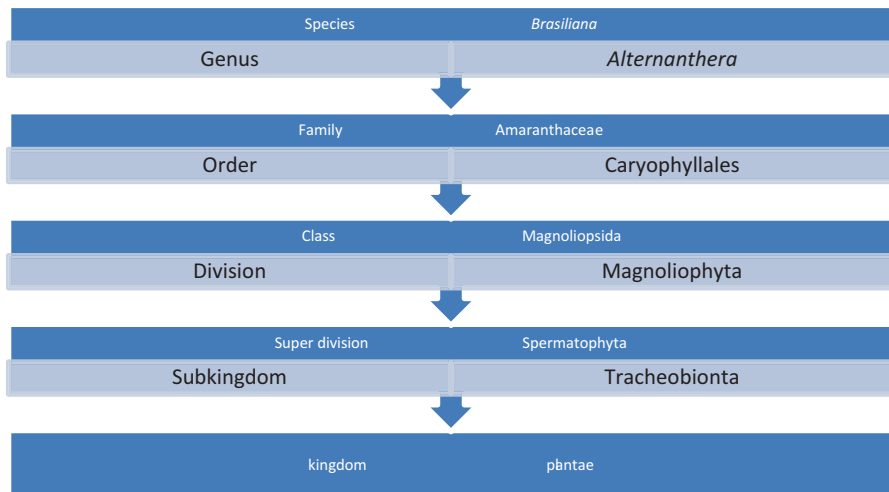 Species Brasiliana
Genus Alternanthera
Family Amaranthaceae
Order Caryophyllales
Class Magnoliopsida
Division Magnoliophyta
Super division Spermatophyta
Subkingdom Tracheobionta
kingdom plantae